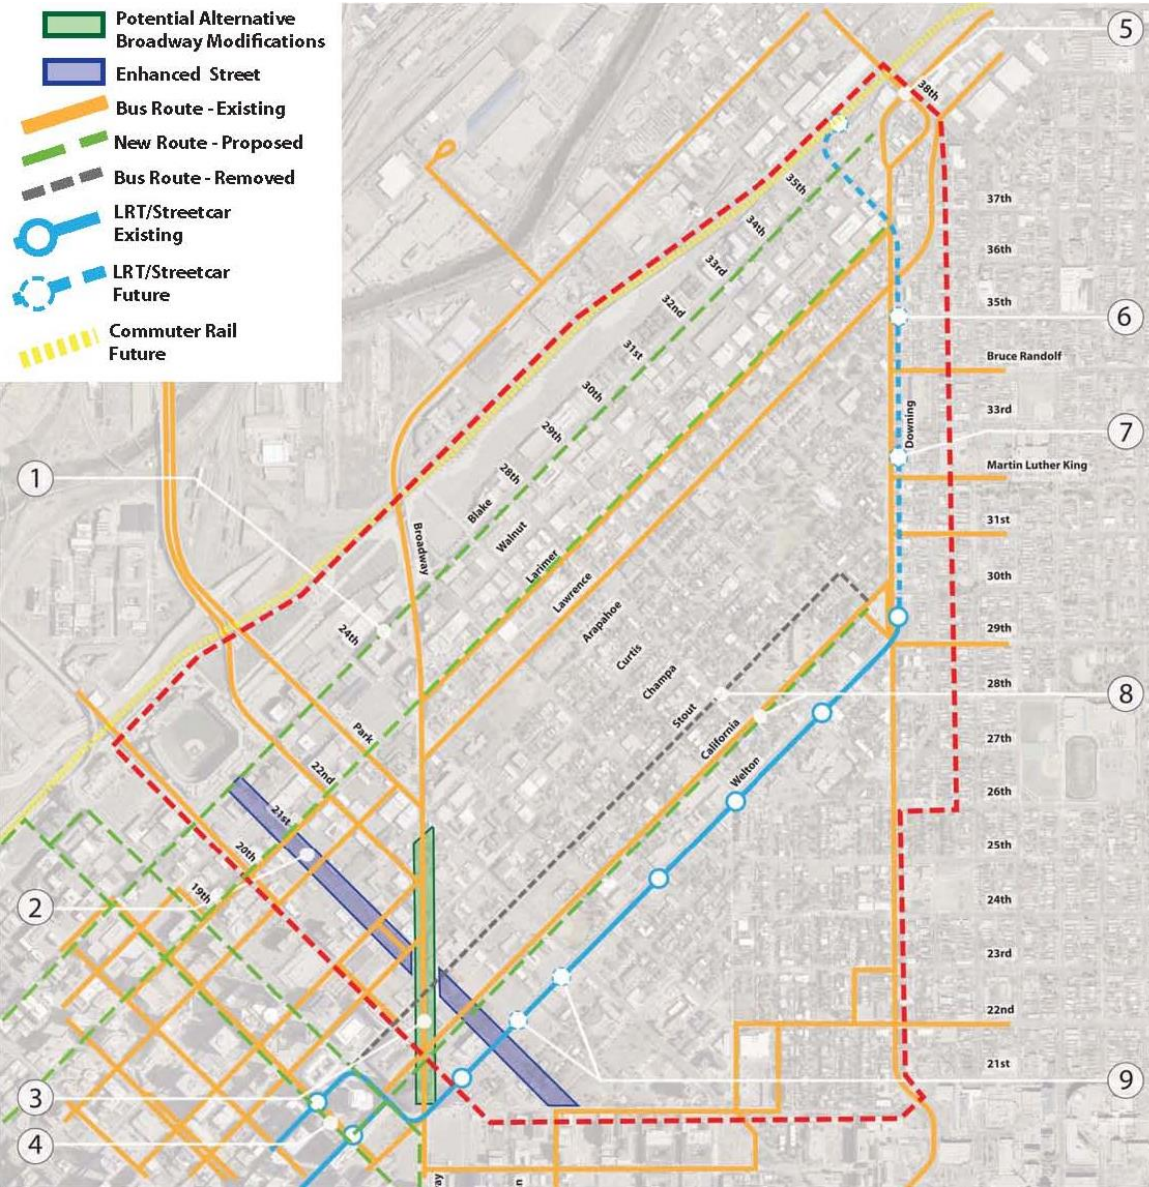 Potential Alternative
Broadway Modifications
Enhanced Street
Bus Route - Existing
New Route - Proposed
Bus Route - Removed
LRT/Streetcar
Existing
LRT/Streetcar
Future
Commuter Rail
Future
5
38th
35th
37th
34th
36th
33rd
35th
32nd
6
31st
Bruce Randolf
30th
33rd
Downing
29th
7
28th
Martin Luther King
1
Blake
31st
Walnut
Broadway
Larimer
30th
Lawrence
Arapahoe
24th
29th
Curtis
Champa
28th
8
Stout
Park
California
27th
22nd
Welton
26th
21st
20th
25th
19th
24th
2
23rd
22nd
21st
9
3
4
ay
n